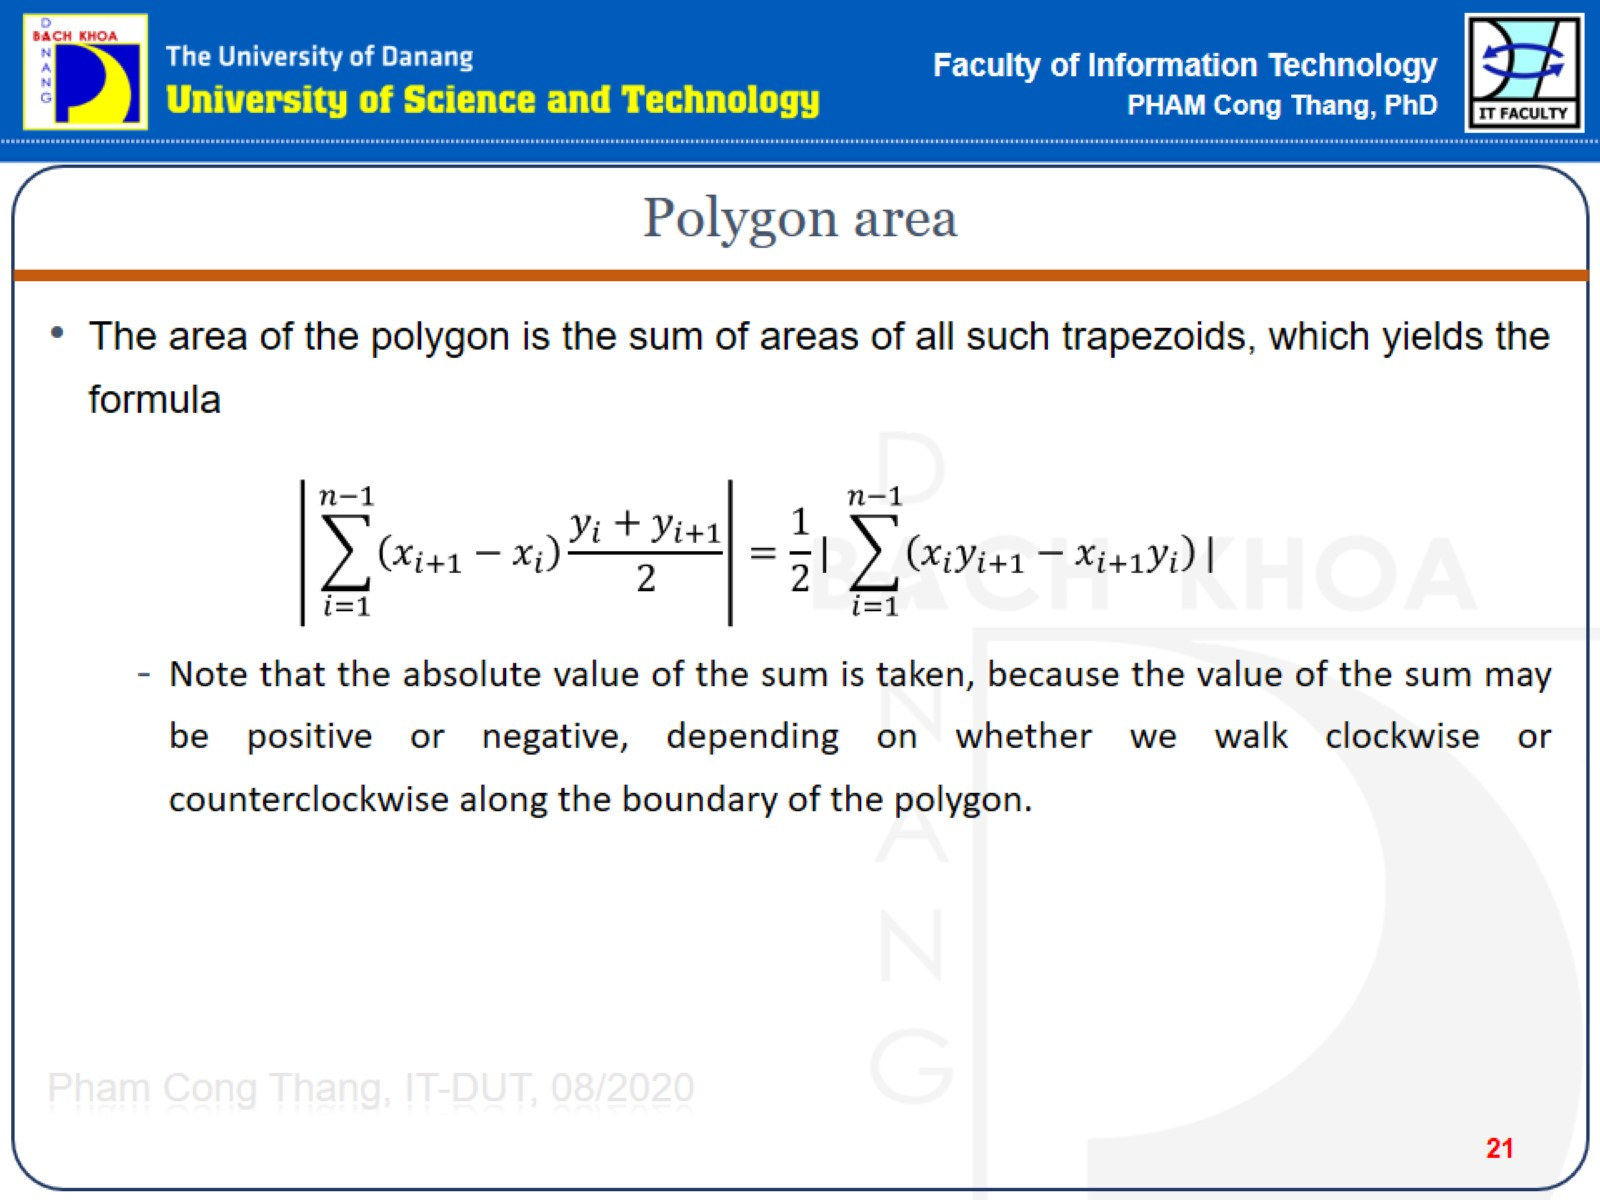 D
BACH KHOA
N
A
N
G
The University of Danang
University of Science and Technology
Faculty of Information Technology
PHAM Cong Thang, PhD
IT FACULTY
Polygon area
• The area of the polygon is the sum of areas of all such trapezoids, which yields the
formula
|∑_{i=1}^{n−1} (x_{i+1} − x_i) (y_i + y_{i+1})/2| = 1/2 | ∑_{i=1}^{n−1} (x_i y_{i+1} − x_{i+1} y_i) |
- Note that the absolute value of the sum is taken, because the value of the sum may
be positive or negative, depending on whether we walk clockwise or
counterclockwise along the boundary of the polygon.
D
BACH KHOA
N
A
N
G
Pham Cong Thang, IT-DUT, 08/2020
21